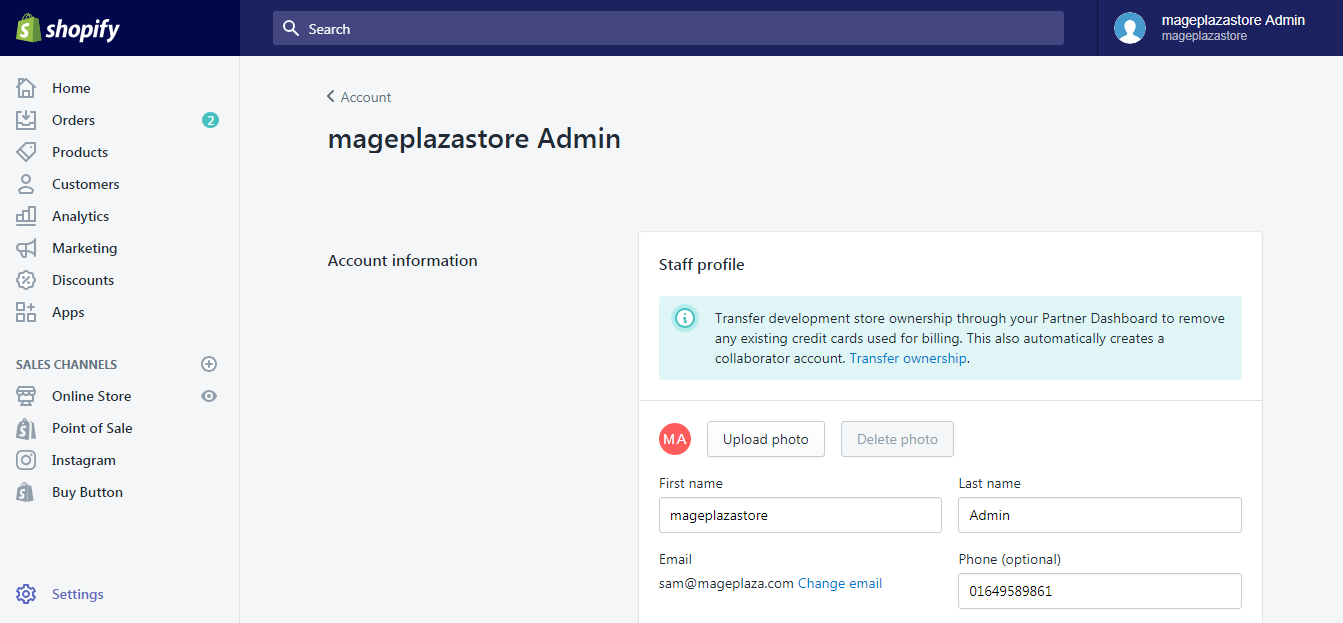 shopify
Search
mageplazastore Admin
mageplazastore
Home
Orders
2
Products
Customers
Analytics
Marketing
Discounts
Apps
SALES CHANNELS
Online Store
Point of Sale
Instagram
Buy Button
Settings
Account
mageplazastore Admin
Account information
Staff profile
Transfer development store ownership through your Partner Dashboard to remove
any existing credit cards used for billing. This also automatically creates a
collaborator account. Transfer ownership.
MA
Upload photo
Delete photo
First name
Last name
mageplazastore
Admin
Email
Phone (optional)
sam@mageplaza.com Change email
01649589861